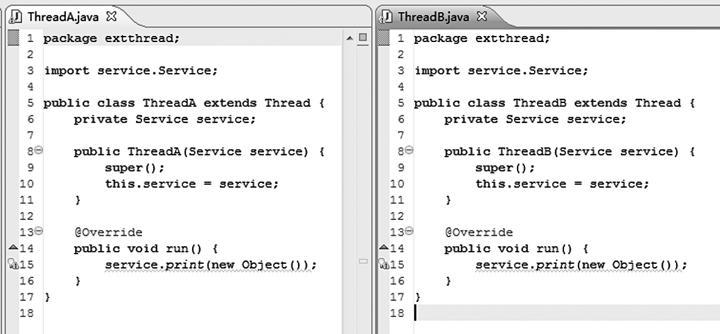 ThreadA.java
1 package extthread;
2
3 import service.Service;
4
5 public class ThreadA extends Thread {
6     private Service service;
7
8     public ThreadA(Service service) {
9         super();
10         this.service = service;
11     }
12
13     @Override
14     public void run() {
15         service.print(new Object());
16     }
17 }
18
ThreadB.java
1 package extthread;
2
3 import service.Service;
4
5 public class ThreadB extends Thread {
6     private Service service;
7
8     public ThreadB(Service service) {
9         super();
10         this.service = service;
11     }
12
13     @Override
14     public void run() {
15         service.print(new Object());
16     }
17 }
18